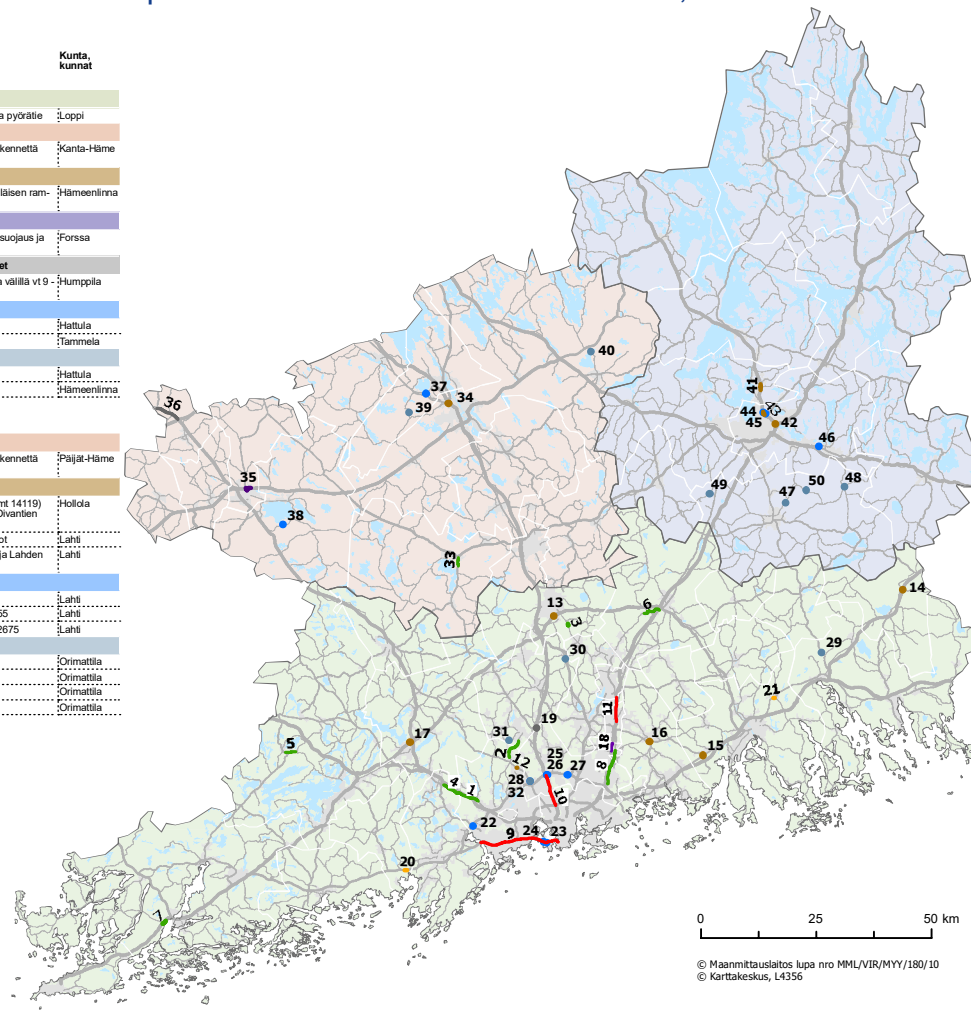 Kunta,
kunnat
a pyörätie Loppi
kennettä Kanta-Häme
läisen ram- Hämeenlinna
suojaus ja Forssa
et
a välillä vt 9 - Humppila
Hattula
Tammela
Hattula
Hämeenlinna
kennettä Päijät-Häme
mt 14119) Hollola
Divantien
ot Lahti
ja Lahden Lahti
Lahti
55 Lahti
2675 Lahti
Orimattila
Orimattila
Orimattila
Orimattila
40
37
34
39
36
41
43
44
45 42
46
35
49
50
48
47
38
33
14
13
6
3
30
29
21
11
19
17
31
2
12
18
16
15
5
25
26 27
28
32
8
10
4
1
22
9
24 23
20
7
0 25 50 km
© Maanmittauslaitos lupa nro MML/VIR/MYY/180/10
© Karttakeskus, L4356